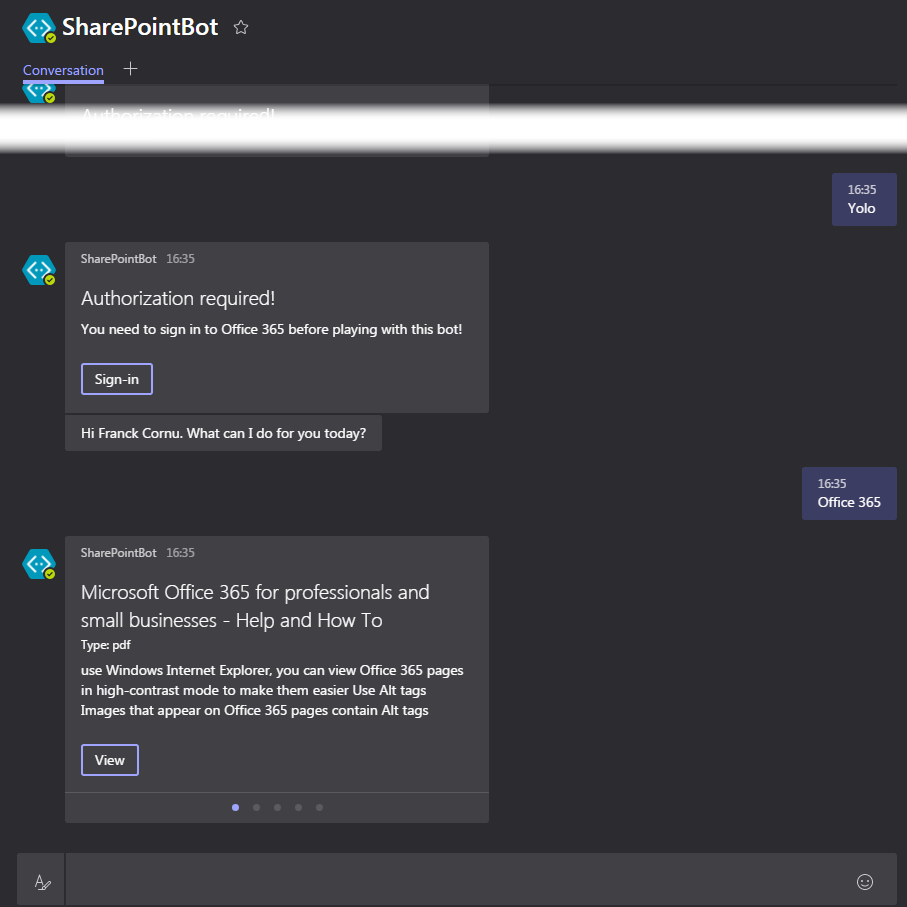 SharePointBot
Conversation
Authorization required!
16:35
Yolo
SharePointBot 16:35
Authorization required!
You need to sign in to Office 365 before playing with this bot!
Sign-in
Hi Franck Cornu. What can I do for you today?
16:35
Office 365
SharePointBot 16:35
Microsoft Office 365 for professionals and
small businesses - Help and How To
Type: pdf
use Windows Internet Explorer, you can view Office 365 pages
in high-contrast mode to make them easier Use Alt tags
Images that appear on Office 365 pages contain Alt tags
View